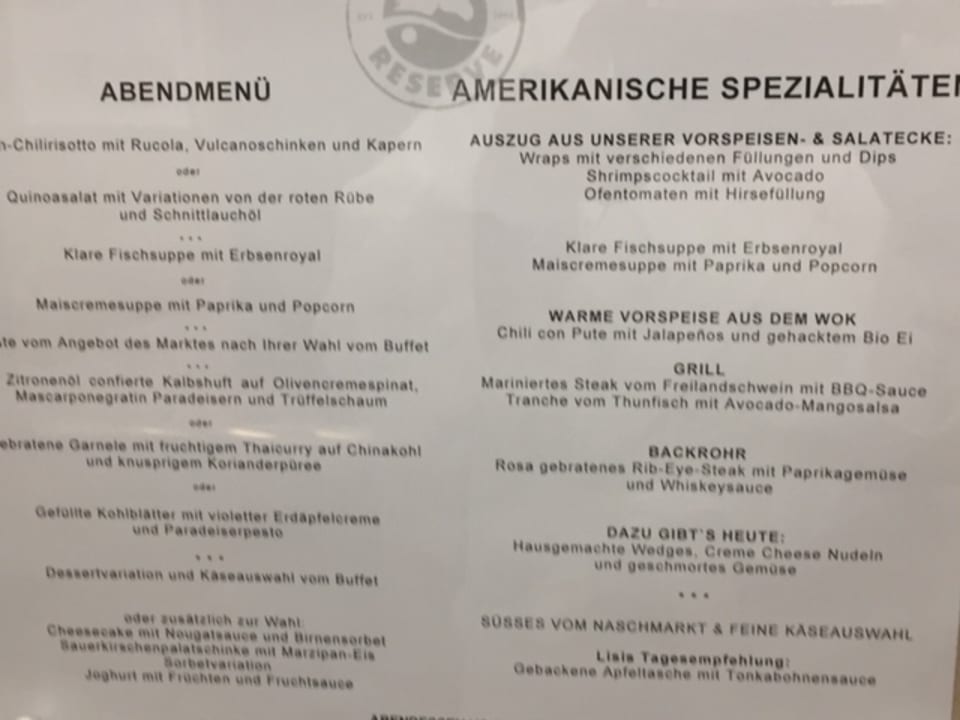 RESERVE
ABENDMENÜ
mit Rucola, Vulcanoschinken und Kapern
oder
Quinoasalat mit Variationen von der roten Rübe
und Schnittlauchöl
***
Klare Fischsuppe mit Erbsenroyal
oder
Maiscremesuppe mit Paprika und Popcorn
***
vom Angebot des Marktes nach Ihrer Wahl vom Buffet
***
Zitronenöl confierte Kalbshuft auf Olivencremespinat,
Mascarponegratin Paradeisern und Trüffelschaum
oder
ebratene Garnele mit fruchtigem Thaicurry auf Chinakohl
und knusprigem Korianderpüree
oder
Gefüllte Kohlblätter mit violetter Erdäpfelcreme
und Paradeiserpesto
***
Dessertvariation und Käseauswahl vom Buffet
oder zusätzlich zur Wahl:
Cheesecake mit Nougatsauce und Birnensorbet
Sauerkirschenpalatschinke mit Marzipan-Eis
Sorbetvariation
Joghurt mit Früchten und Fruchtsauce
AMERIKANISCHE SPEZIALITÄTEN
AUSZUG AUS UNSERER VORSPEISEN- & SALATECKE:
Wraps mit verschiedenen Füllungen und Dips
Shrimpscocktail mit Avocado
Ofentomaten mit Hirsefüllung
Klare Fischsuppe mit Erbsenroyal
Maiscremesuppe mit Paprika und Popcorn
WARME VORSPEISE AUS DEM WOK
Chili con Pute mit Jalapeños und gehacktem Bio Ei
GRILL
Mariniertes Steak vom Freilandschwein mit BBQ-Sauce
Tranche vom Thunfisch mit Avocado-Mangosalsa
BACKROHR
Rosa gebratenes Rib-Eye-Steak mit Paprikagemüse
und Whiskeysauce
DAZU GIBT`S HEUTE:
Hausgemachte Wedges, Creme Cheese Nudeln
und geschmortes Gemüse
***
SÜSSES VOM NASCHMARKT & FEINE KÄSEAUSWAHL
Lisis Tagesempfehlung:
Gebackene Apfeltasche mit Tonkabohnensauce